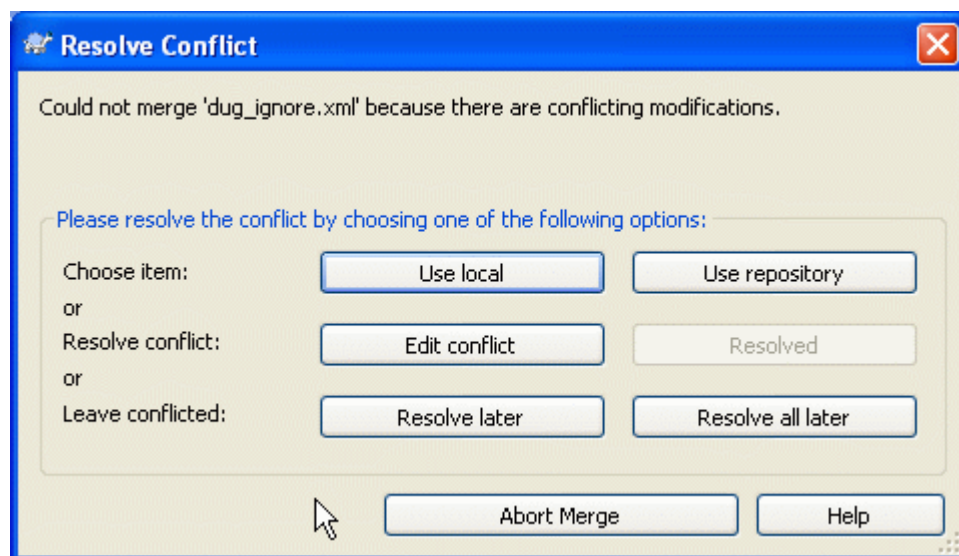 Resolve Conflict
Could not merge 'dug_ignore.xml' because there are conflicting modifications.
Please resolve the conflict by choosing one of the following options:
Choose item: Use local Use repository
or
Resolve conflict: Edit conflict Resolved
or
Leave conflicted: Resolve later Resolve all later
Abort Merge Help